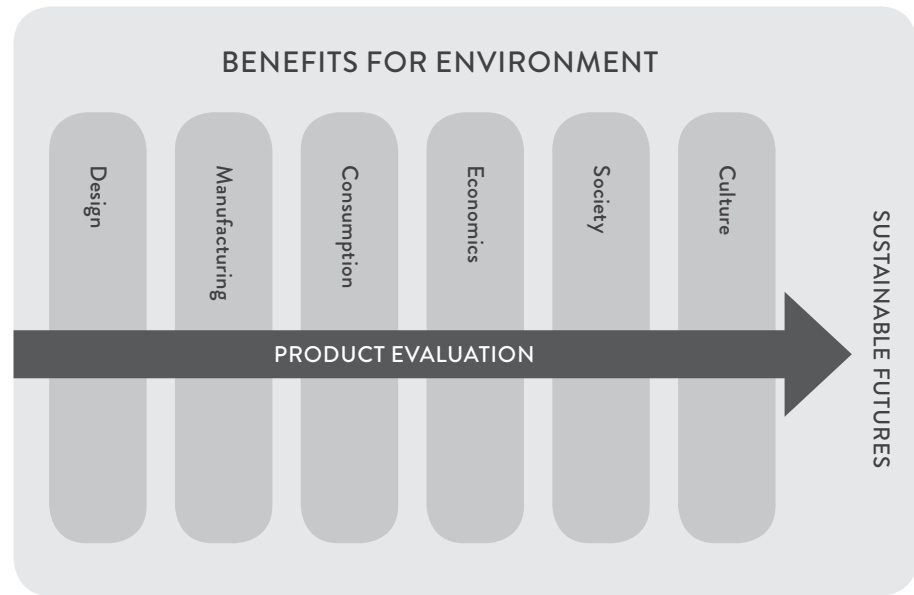 BENEFITS FOR ENVIRONMENT
Design
Manufacturing
Consumption
Economics
Society
Culture
PRODUCT EVALUATION
SUSTAINABLE FUTURES